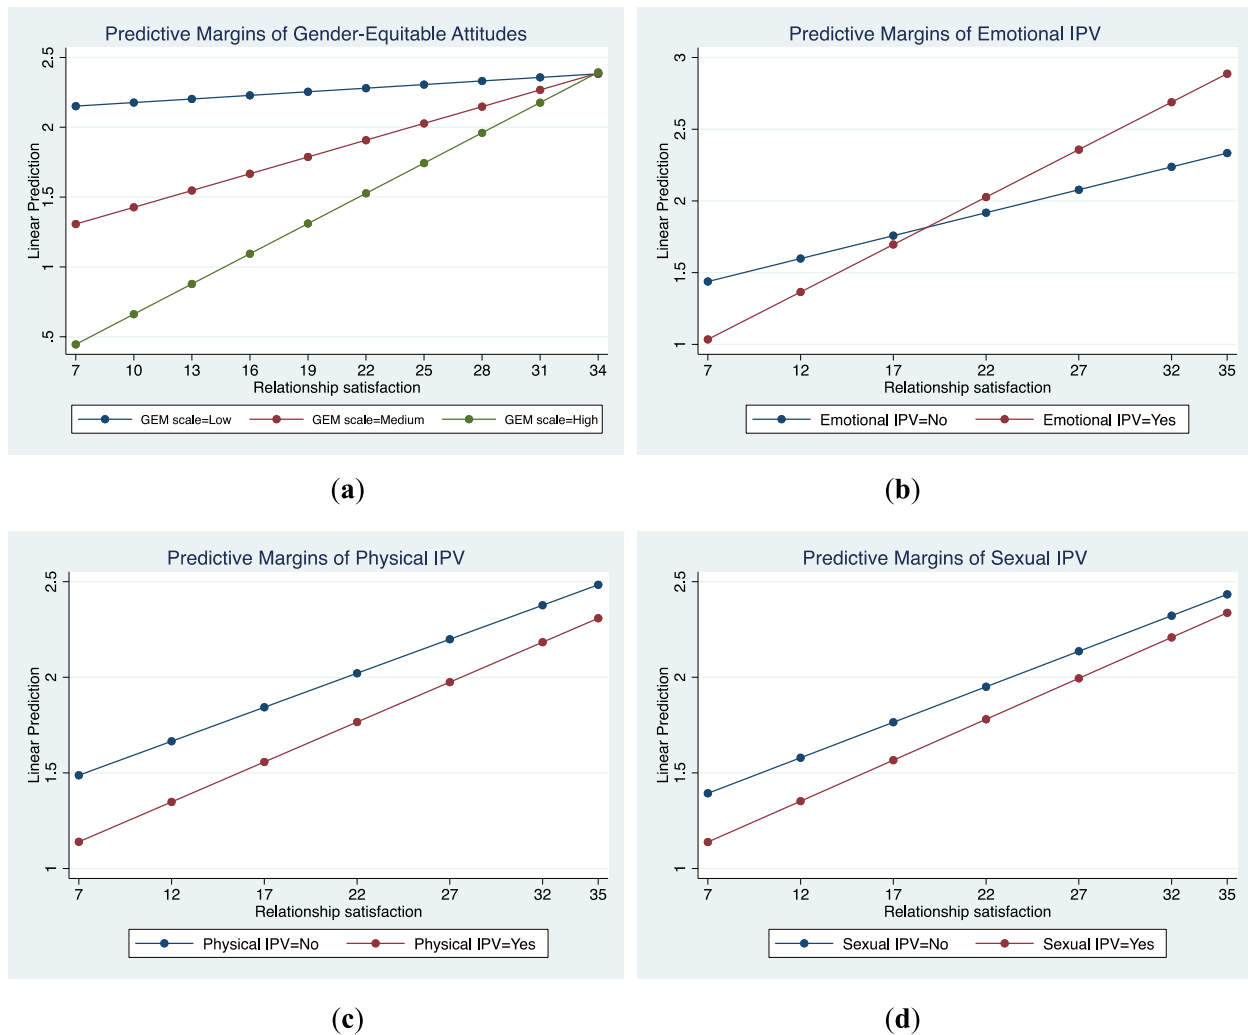 Predictive Margins of Gender-Equitable Attitudes
Linear Prediction
2.5
2
1.5
1
.5
7 10 13 16 19 22 25 28 31 34
Relationship satisfaction
GEM scale=Low GEM scale=Medium GEM scale=High
(a)
Predictive Margins of Emotional IPV
Linear Prediction
3
2.5
2
1.5
1
7 12 17 22 27 32 35
Relationship satisfaction
Emotional IPV=No Emotional IPV=Yes
(b)
Predictive Margins of Physical IPV
Linear Prediction
2.5
2
1.5
1
7 12 17 22 27 32 35
Relationship satisfaction
Physical IPV=No Physical IPV=Yes
(c)
Predictive Margins of Sexual IPV
Linear Prediction
2.5
2
1.5
1
7 12 17 22 27 32 35
Relationship satisfaction
Sexual IPV=No Sexual IPV=Yes
(d)